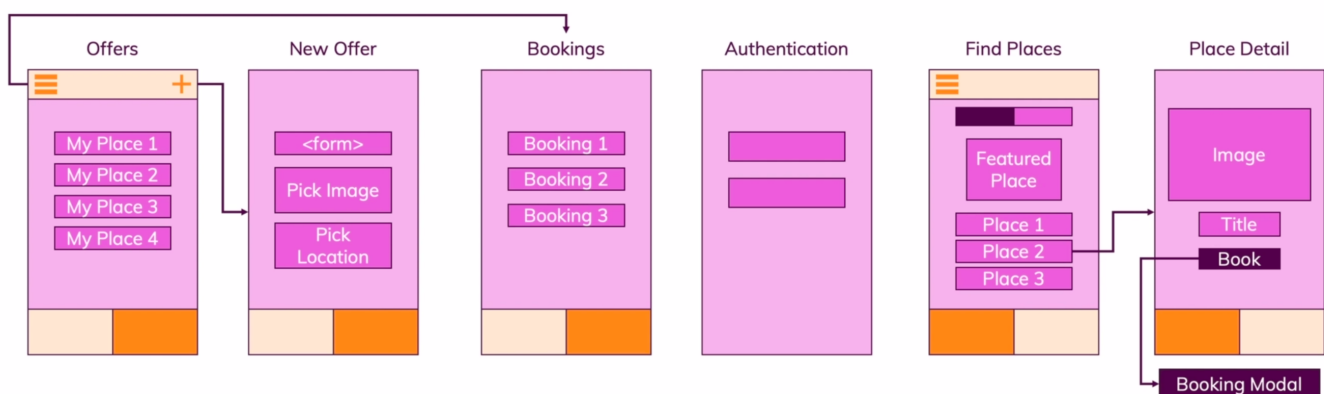 Offers
New Offer
Bookings
Authentication
Find Places
Place Detail
My Place 1
My Place 2
My Place 3
My Place 4
<form>
Pick Image
Pick
Location
Booking 1
Booking 2
Booking 3
Featured
Place
Place 1
Place 2
Place 3
Image
Title
Book
Booking Modal